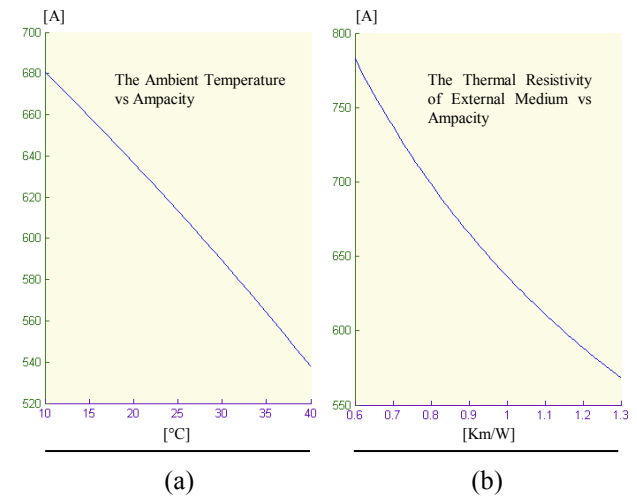 [A]
700
680
660
640
620
600
580
560
540
520
The Ambient Temperature
vs Ampacity
10 15 20 25 30 35 40
[°C]
(a)
[A]
800
750
700
650
600
550
The Thermal Resistivity
of External Medium vs
Ampacity
0.6 0.7 0.8 0.9 1 1.1 1.2 1.3
[Km/W]
(b)